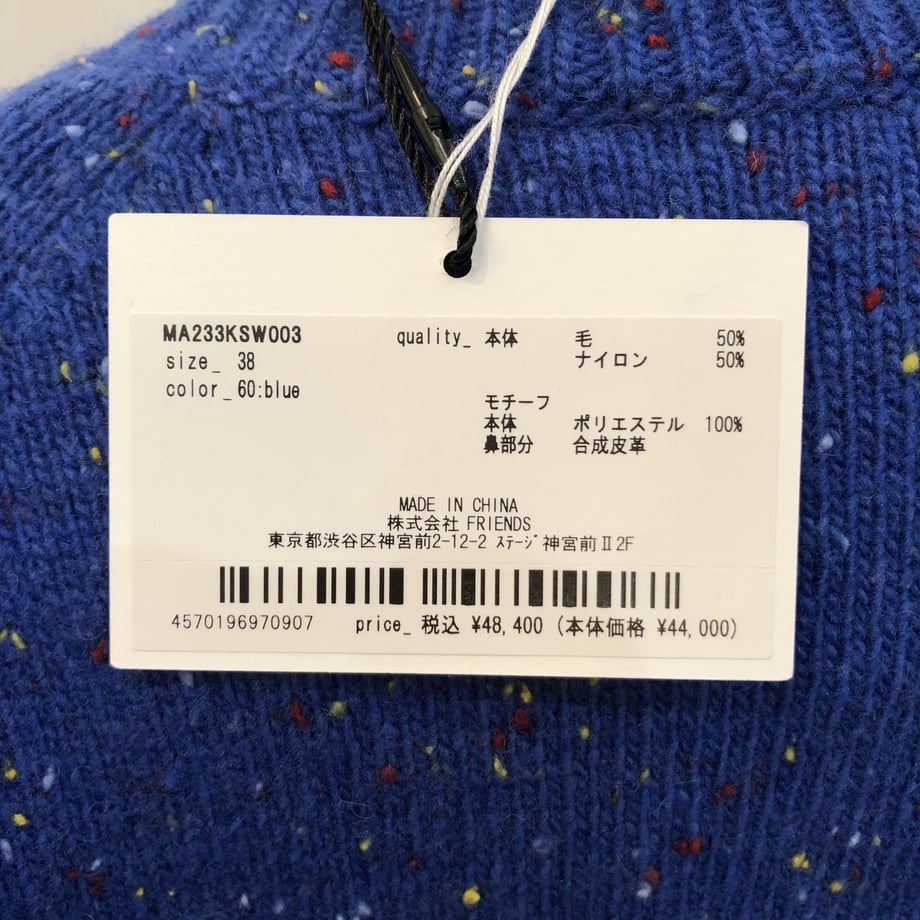 MA233KSW003 quality_ 本体 毛 50%
size_ 38 ナイロン 50%
color_60:blue
モチーフ
本体 ポリエステル 100%
鼻部分 合成皮革
MADE IN CHINA
株式会社 FRIENDS
東京都渋谷区神宮前2-12-2 ｽﾃｰｼﾞ神宮前Ⅱ2F
4570196970907 price_ 税込 ¥48,400 (本体価格 ¥44,000)